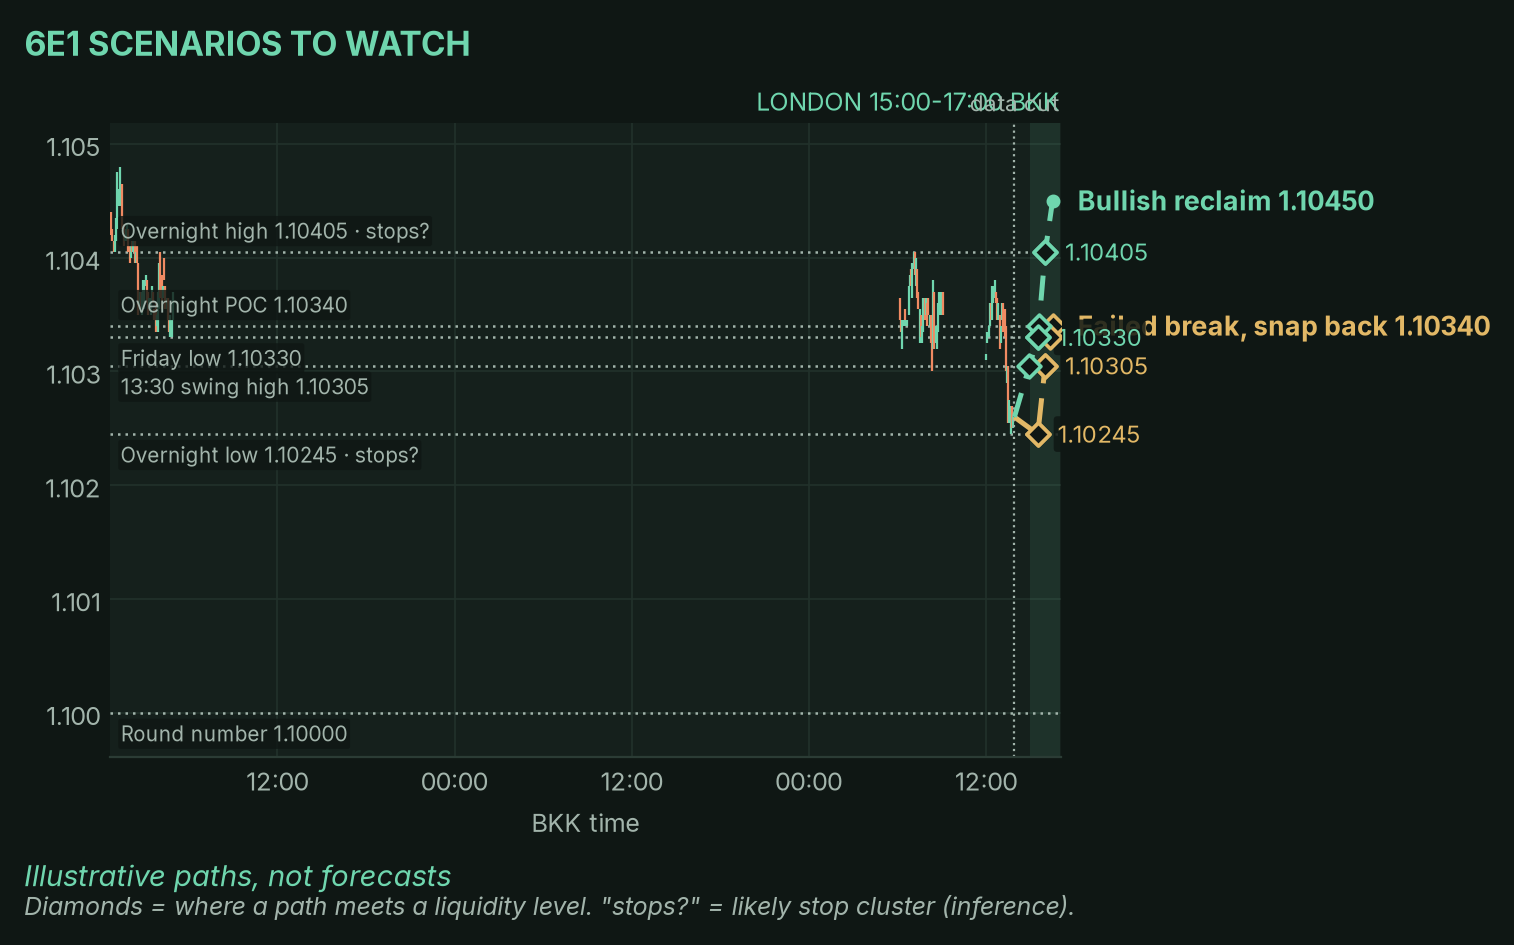 6E1 SCENARIOS TO WATCH
LONDON 15:00-17:00 BKK
data cut
1.105
Bullish reclaim 1.10450
Overnight high 1.10405 · stops?
1.10405
1.104
Overnight POC 1.10340
Failed break, snap back 1.10340
1.10330
Friday low 1.10330
1.10305
1.103
13:30 swing high 1.10305
1.10245
Overnight low 1.10245 · stops?
1.102
1.101
1.100
Round number 1.10000
12:00 00:00 12:00 00:00 12:00
BKK time
Illustrative paths, not forecasts
Diamonds = where a path meets a liquidity level. "stops?" = likely stop cluster (inference).